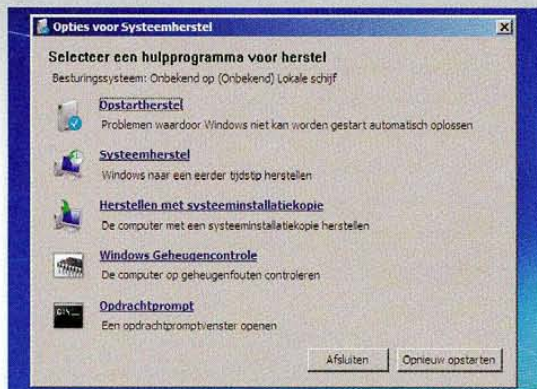 Opties voor Systeemherstel
Selecteer een hulpprogramma voor herstel
Besturingssysteem: Onbekend op (Onbekend) Lokale schijf
Opstartherstel
Problemen waardoor Windows niet kan worden gestart automatisch oplossen
Systeemherstel
Windows naar een eerder tijdstip herstellen
Herstellen met systeeminstallatiekopie
De computer met een systeeminstallatiekopie herstellen
Windows Geheugencontrole
De computer op geheugenfouten controleren
Opdrachtprompt
Een opdrachtpromptvenster openen
Afsluiten
Opnieuw opstarten